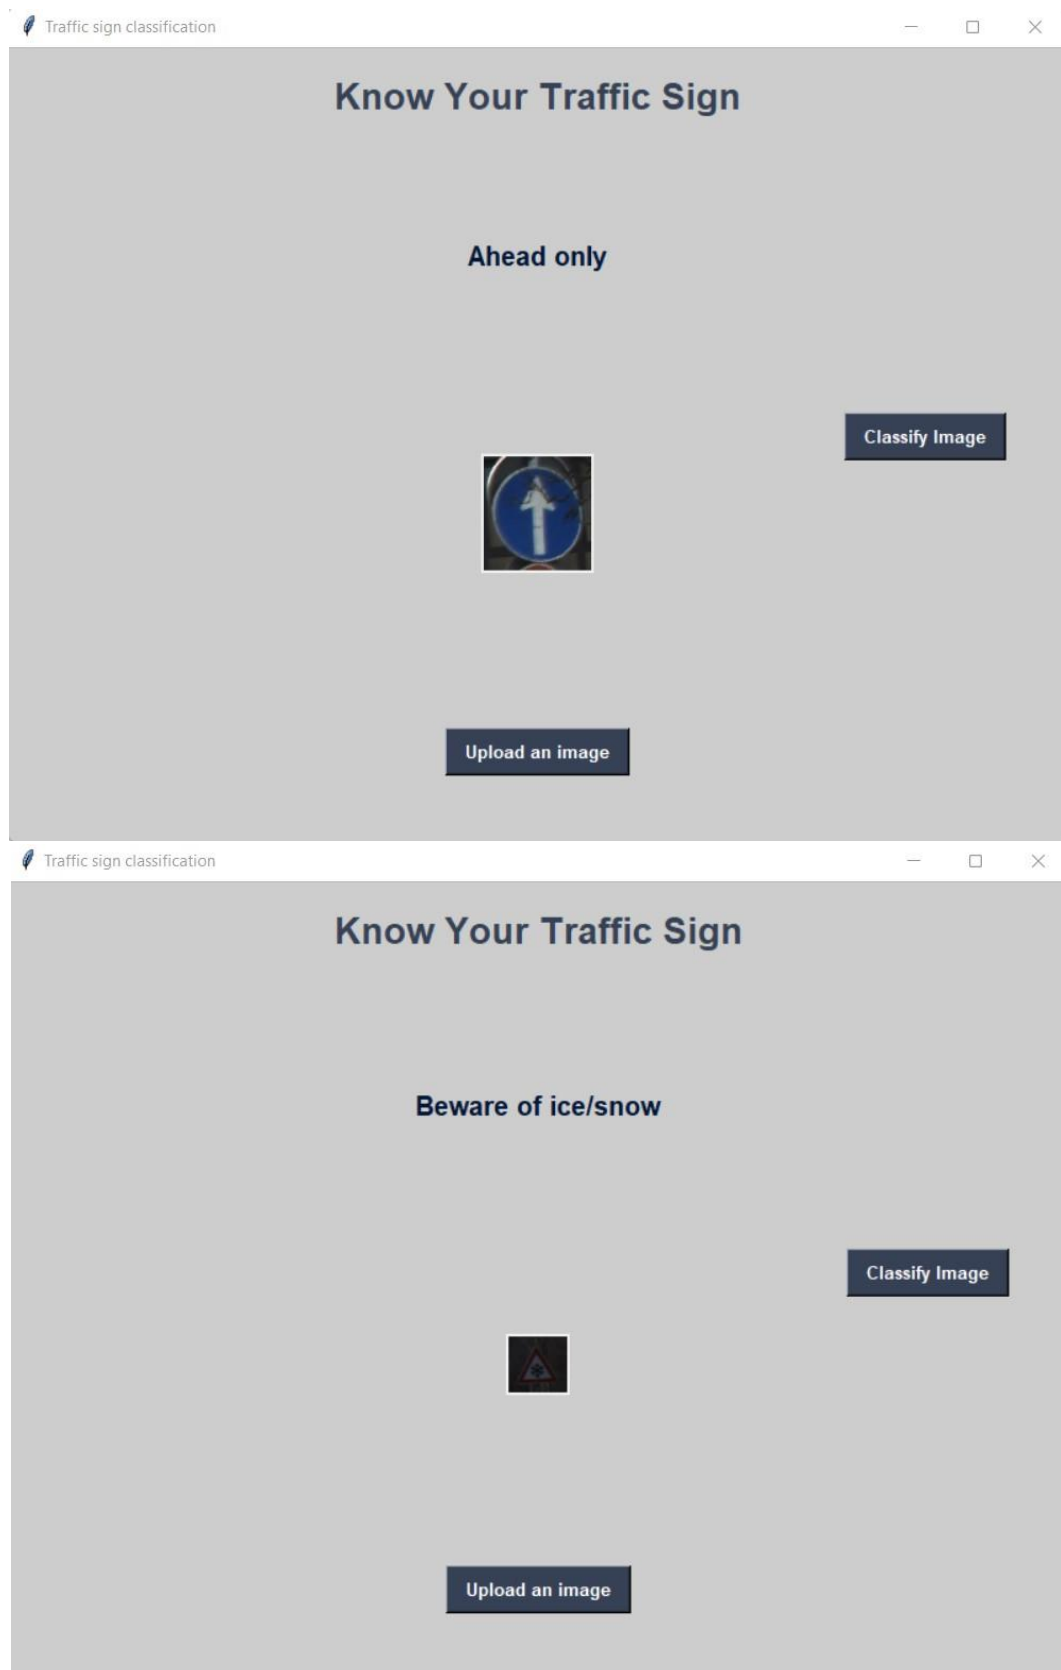 Traffic sign classification
Know Your Traffic Sign
Ahead only
Classify Image
Upload an image
Traffic sign classification
Know Your Traffic Sign
Beware of ice/snow
Classify Image
Upload an image